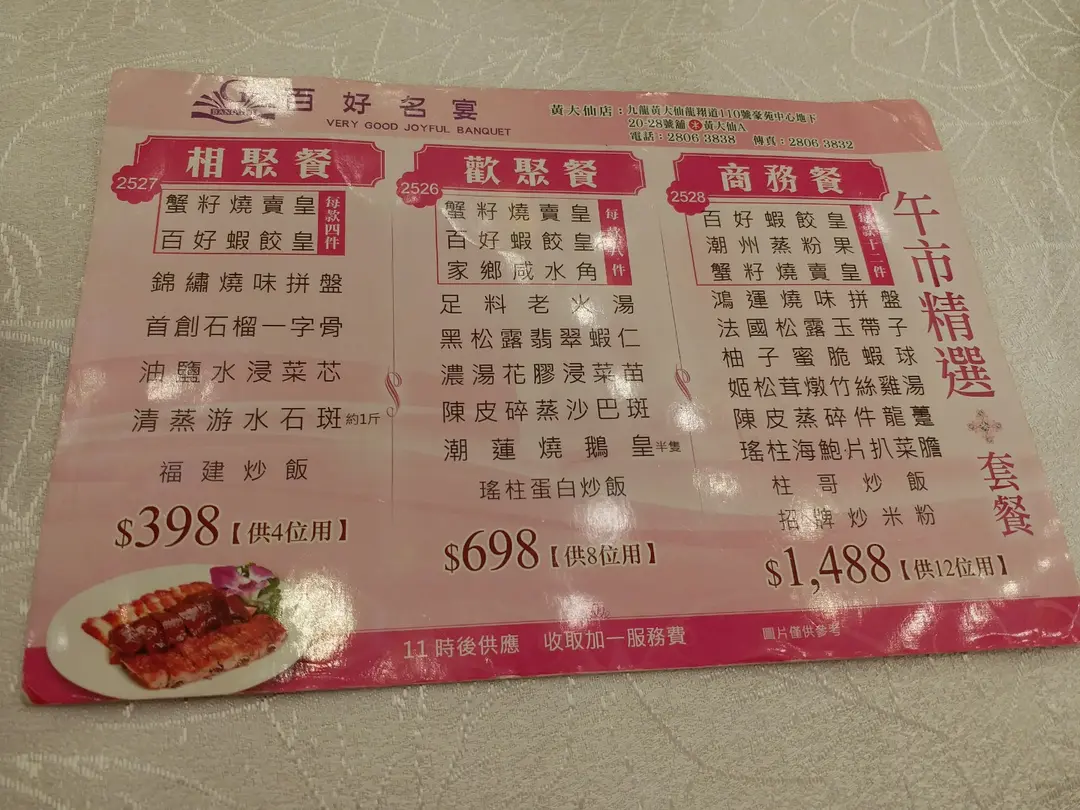 百好名宴
VERY GOOD JOYFUL BANQUET
黃大仙店：九龍黃大仙龍翔道110號豪苑中心地下
20-28號舖 黃大仙A
電話：2806 3838 傳真：2806 3832
午市精選
套餐
2527
相聚餐
蟹籽燒賣皇
百好蝦餃皇
每款四件
錦繡燒味拼盤
首創石榴一字骨
油鹽水浸菜芯
清蒸游水石斑約1斤
福建炒飯
$398【供4位用】
2526
歡聚餐
蟹籽燒賣皇
百好蝦餃皇
家鄉咸水角
每款八件
足料老火湯
黑松露翡翠蝦仁
濃湯花膠浸菜苗
陳皮碎蒸沙巴斑
潮蓮燒鵝皇半隻
瑤柱蛋白炒飯
$698【供8位用】
2528
商務餐
百好蝦餃皇
潮州蒸粉果
蟹籽燒賣皇
每款十二件
鴻運燒味拼盤
法國松露玉帶子
柚子蜜脆蝦球
姬松茸燉竹絲雞湯
陳皮蒸碎件龍躉
瑤柱海鮑片扒菜膽
柱哥炒飯
招牌炒米粉
$1,488【供12位用】
11時後供應 收取加一服務費
圖片僅供參考